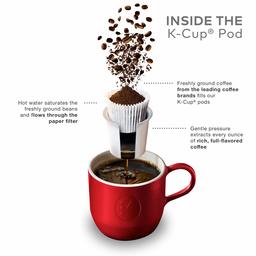 INSIDE THE
K-Cup® Pod
Freshly ground coffee
from the leading coffee
brands fills our
K-Cup® pods
Hot water saturates the
freshly ground beans
and flows through the
paper filter
Gentle pressure
extracts every ounce
of rich, full-flavored
coffee